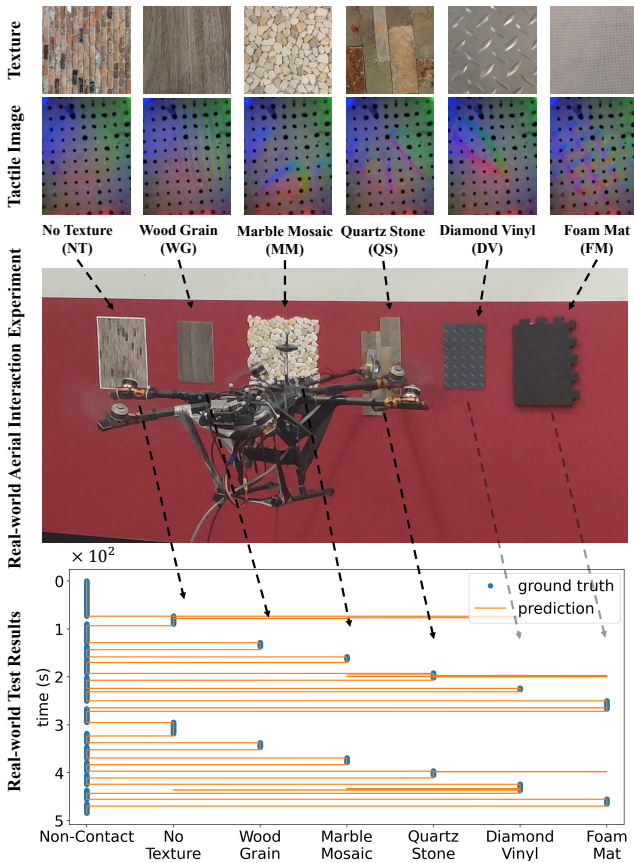 Texture
Tactile Image
No Texture
(NT)
Wood Grain
(WG)
Marble Mosaic
(MM)
Quartz Stone
(QS)
Diamond Vinyl
(DV)
Foam Mat
(FM)
Real-world Aerial Interaction Experiment
Real-world Test Results
× 10²
time (s)
0
1
2
3
4
5
ground truth
prediction
Non-Contact
No
Texture
Wood
Grain
Marble
Mosaic
Quartz
Stone
Diamond
Vinyl
Foam
Mat